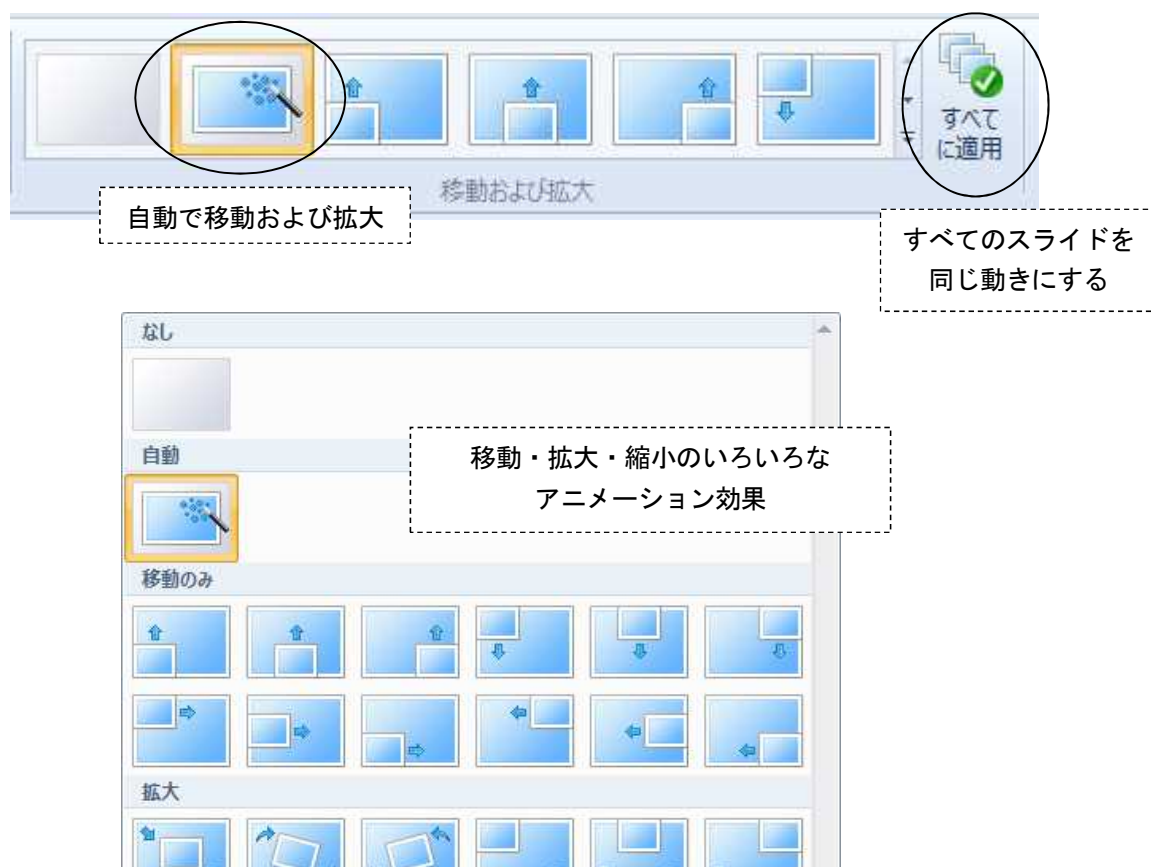 すべて
に適用
移動および拡大
自動で移動および拡大
すべてのスライドを
同じ動きにする
なし
自動
移動・拡大・縮小のいろいろな
アニメーション効果
移動のみ
拡大